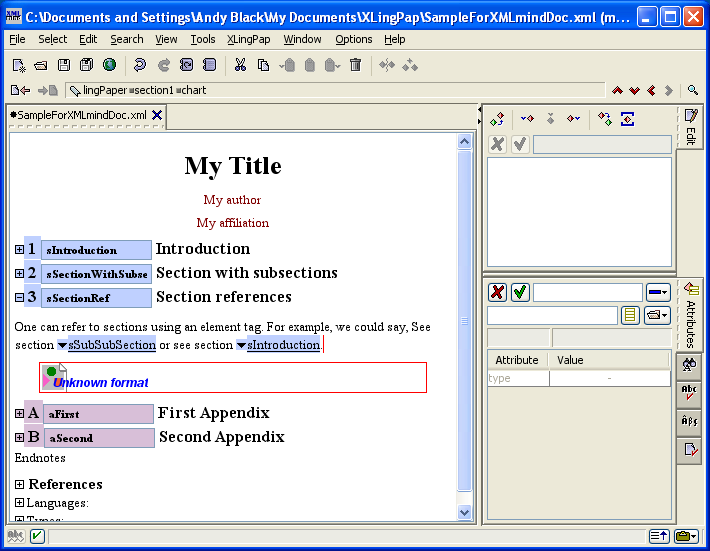 C:\Documents and Settings\Andy Black\My Documents\XLingPap\SampleForXMLmindDoc.xml (m...
File Select Edit Search View Tools XLingPap Window Options Help
lingPaper section1 chart
SampleForXMLmindDoc.xml
Edit
My Title
My author
My affiliation
1 sIntroduction Introduction
2 sSectionWithSubse Section with subsections
3 sSectionRef Section references
One can refer to sections using an element tag. For example, we could say, See
section sSubSubSection or see section sIntroduction.
Unknown format
A aFirst First Appendix
B aSecond Second Appendix
Endnotes
References
Languages:
Types:
Attributes
Attribute Value
type -
Abc
Abc